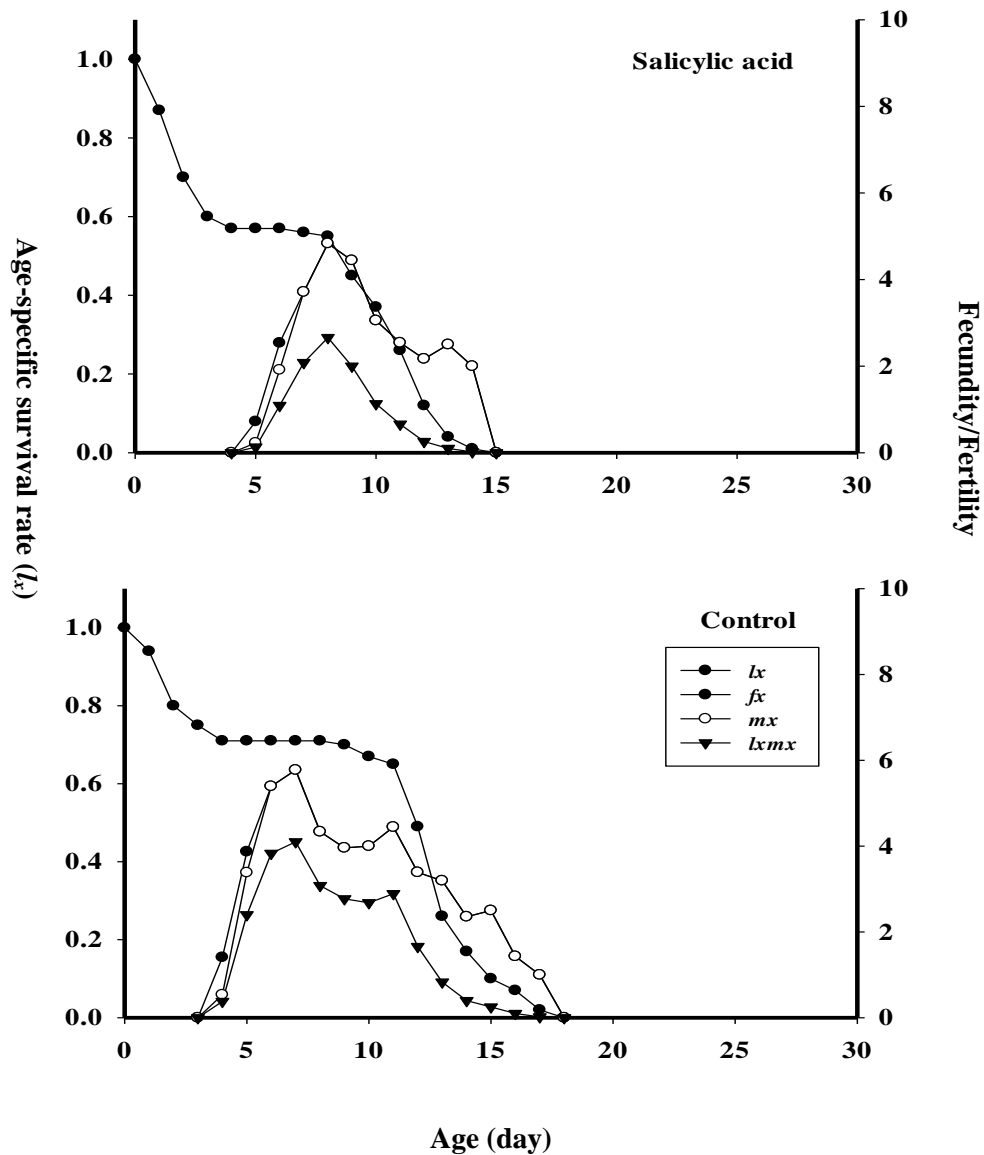 Salicylic acid
10
8
6
4
2
0
1.0
0.8
0.6
0.4
0.2
0.0
0 5 10 15 20 25 30
Age-specific survival rate (lx)
Fecundity/Fertility
Control
lx
fx
mx
lxmx
10
8
6
4
2
0
1.0
0.8
0.6
0.4
0.2
0.0
0 5 10 15 20 25 30
Age (day)